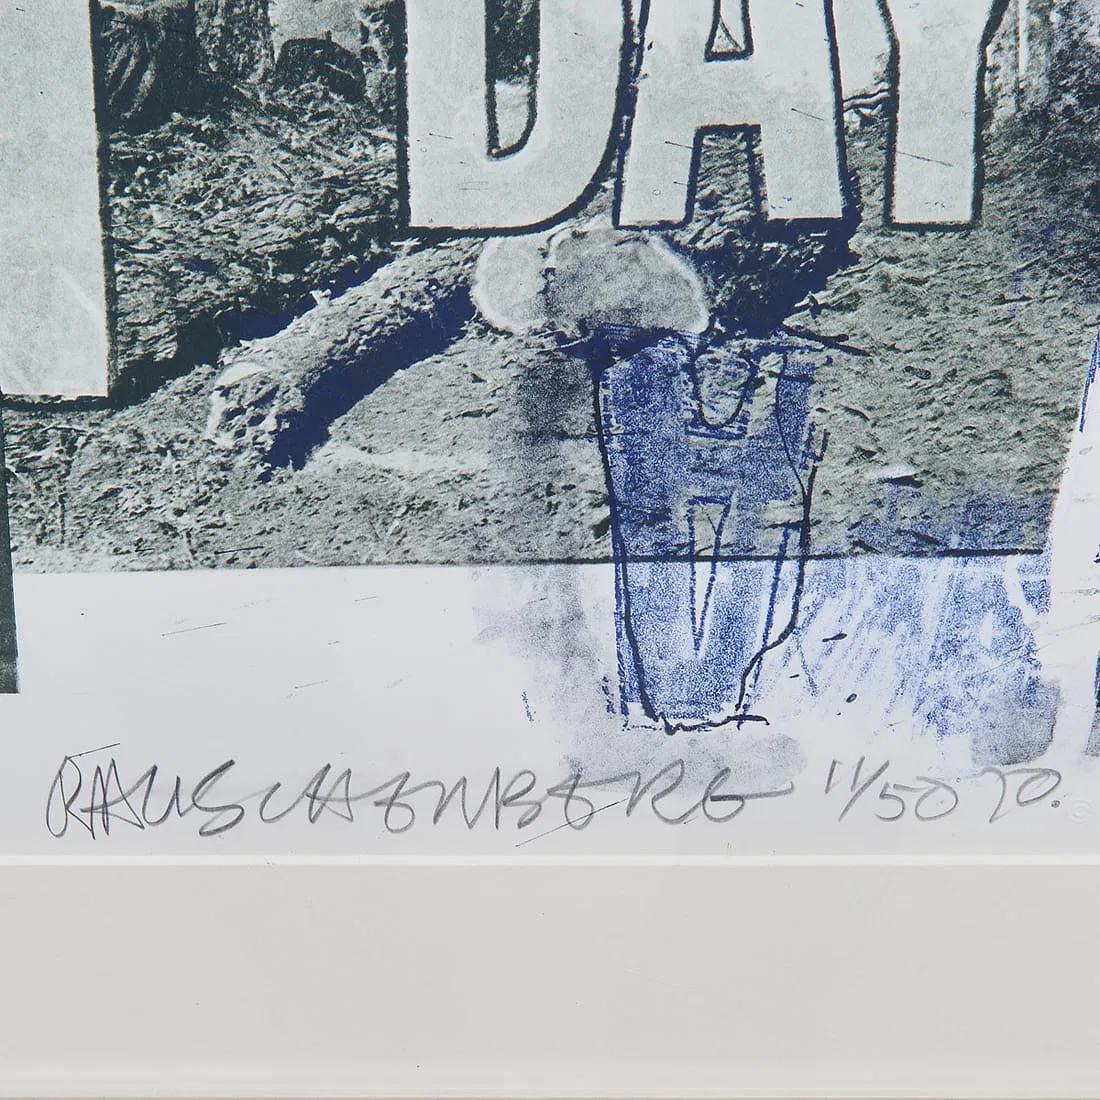 DAY
RAUSCHENBERG 11/50 70.